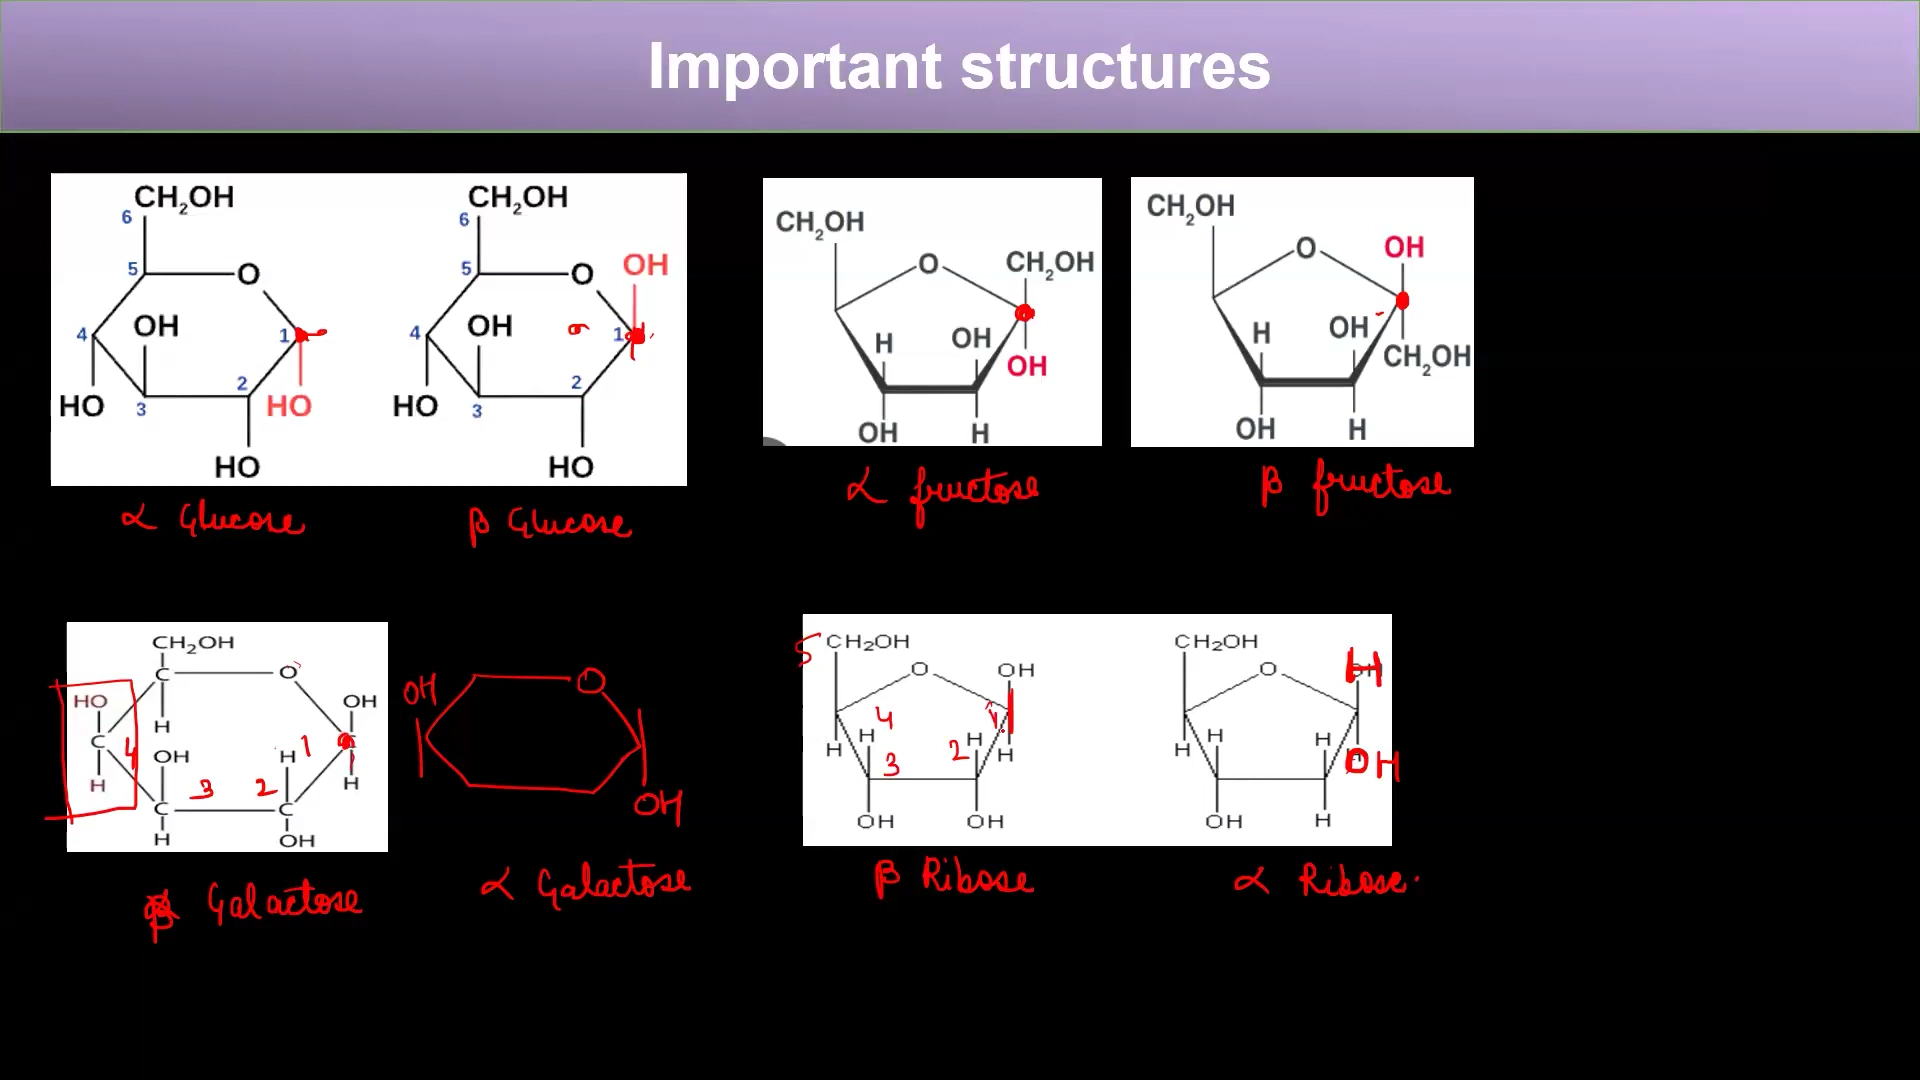 Important structures
CH₂OH
6
5
O
OH
4
1
2
HO
3
HO
HO
CH₂OH
6
5
O
OH
OH
4
1
2
HO
3
HO
α Glucose
β Glucose
CH₂OH
O
CH₂OH
H
OH
OH
OH
H
α fructose
CH₂OH
O
OH
H
OH
CH₂OH
OH
H
β fructose
CH₂OH
C
O
HO
OH
H
C
4
OH
H
1
C
H
H
3
2
C
C
H
OH
β Galactose
OH
O
OH
α Galactose
5
CH₂OH
O
OH
4
1
H
H
H
H
3
2
OH
OH
β Ribose
CH₂OH
O
H
H
H
H
OH
OH
H
α Ribose.